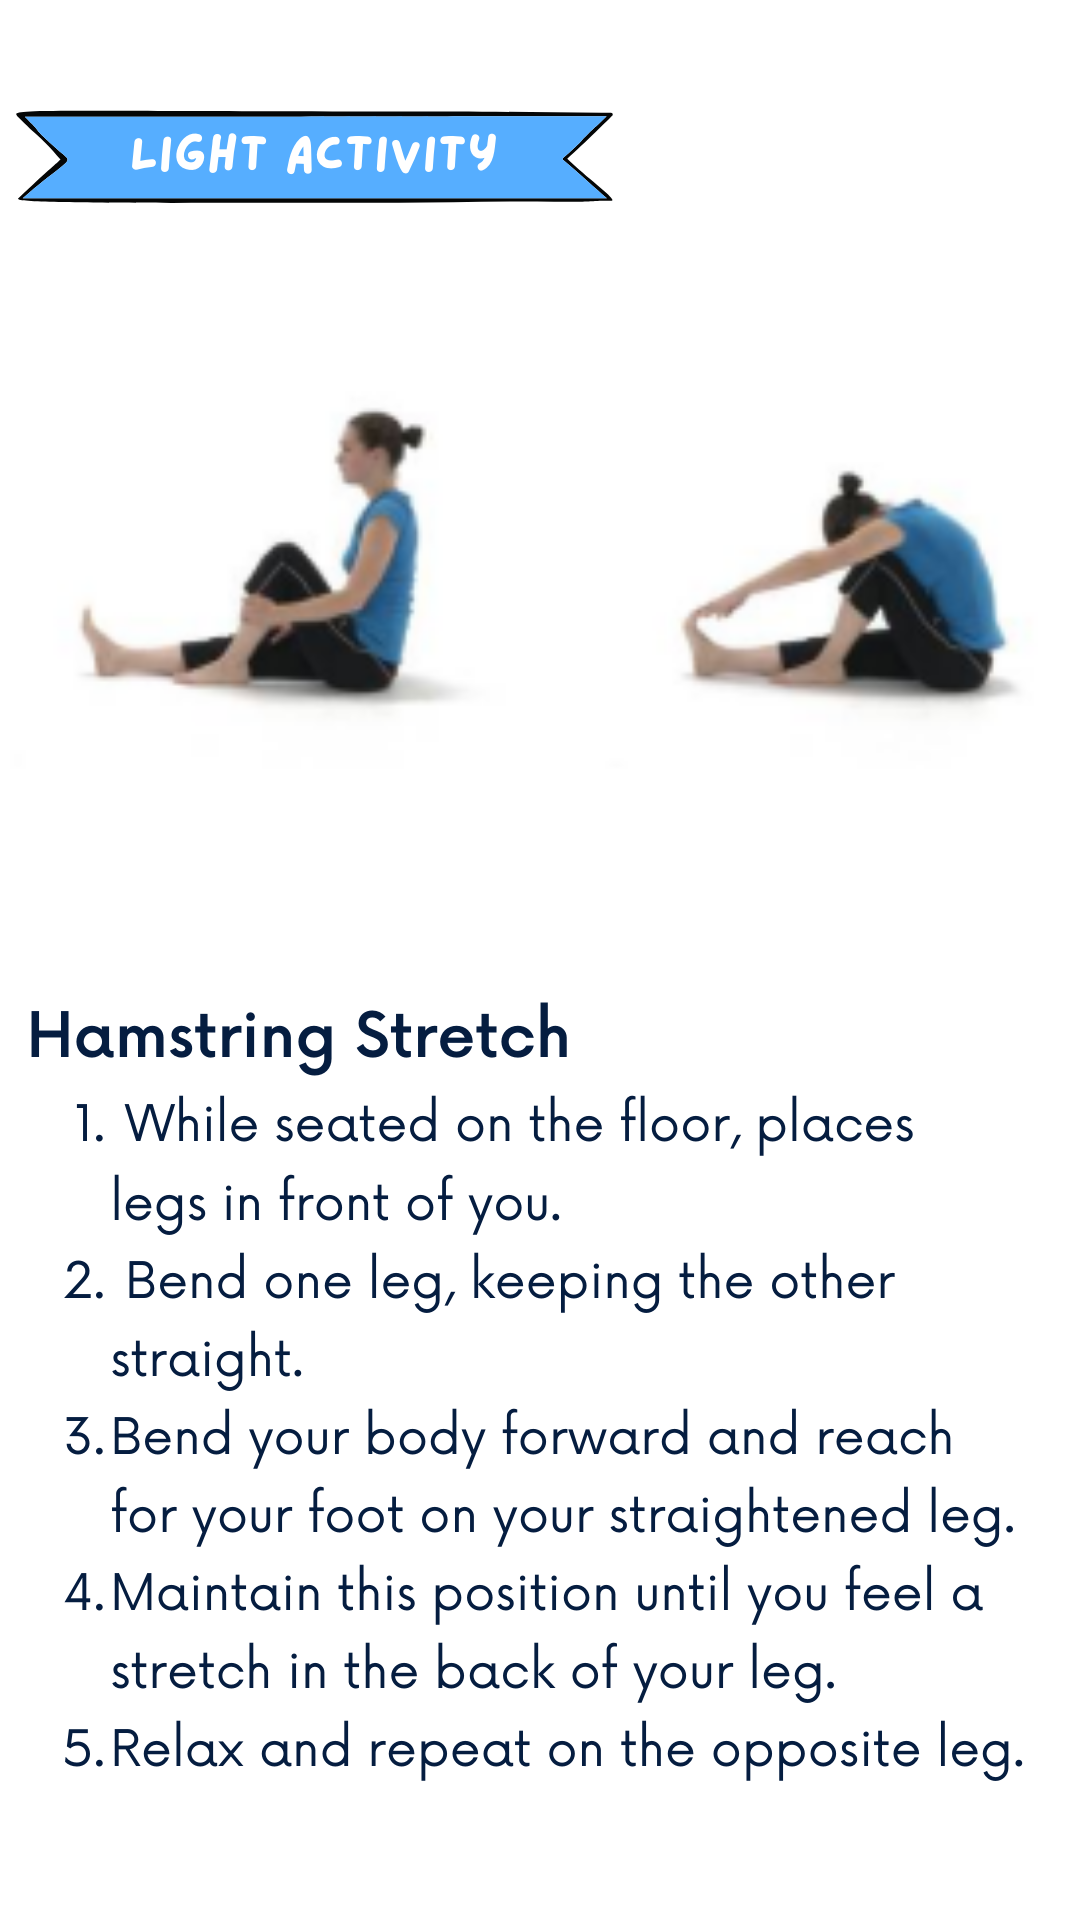 LIGHT ACTIVITY
Hamstring Stretch
1. While seated on the floor, places
legs in front of you.
2. Bend one leg, keeping the other
straight.
3. Bend your body forward and reach
for your foot on your straightened leg.
4. Maintain this position until you feel a
stretch in the back of your leg.
5. Relax and repeat on the opposite leg.